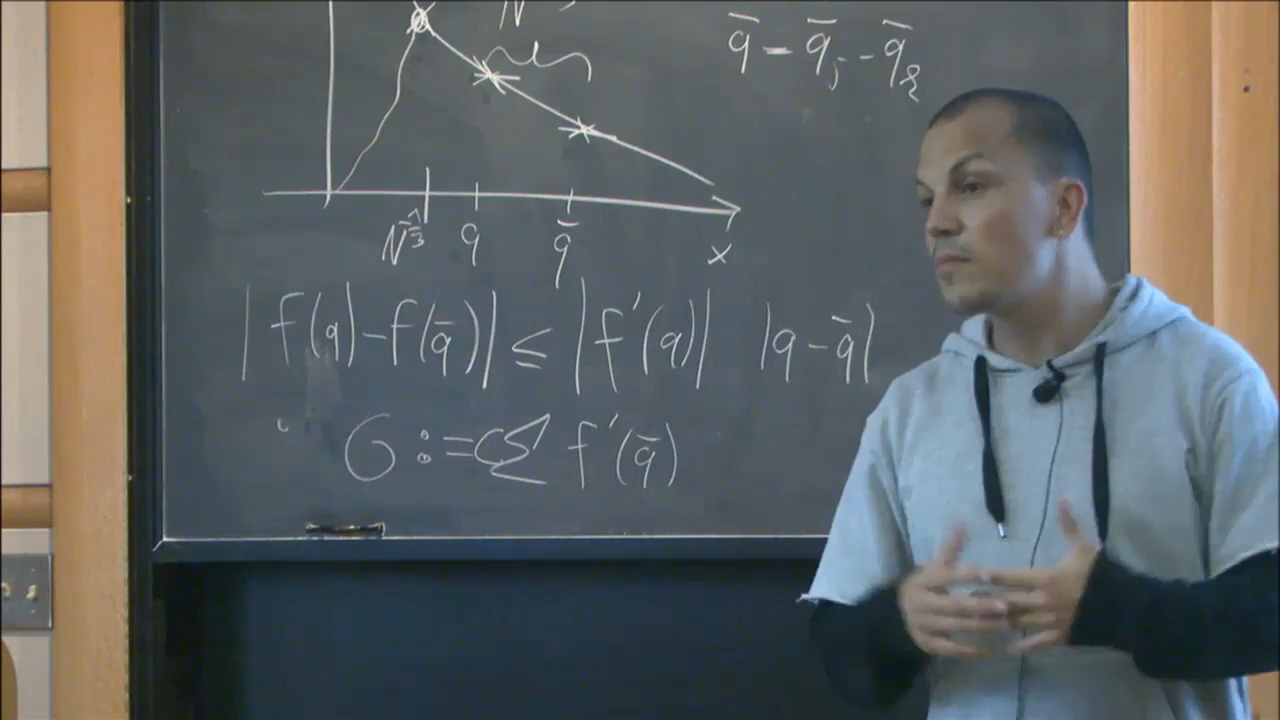 q̄ = q̄ⱼ - q̄ₖ
N^{-1/3} q q̄ x
|f(q) - f(q̄)| ≤ |f'(q)| |q - q̄|
G := C Σ f'(q̄)